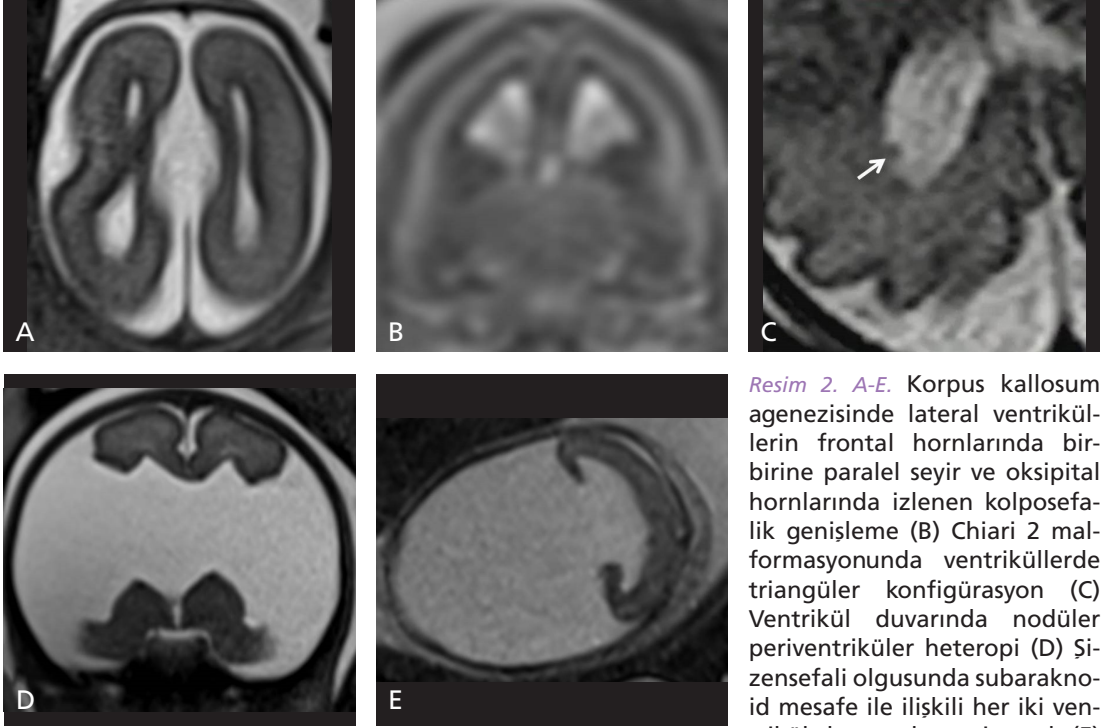 A
B
C
D
E
Resim 2. A-E. Korpus kallosum
agenezisinde lateral ventrikül-
lerin frontal hornlarında bir-
birine paralel seyir ve oksipital
hornlarında izlenen kolposefa-
lik genişleme (B) Chiari 2 mal-
formasyonunda ventriküllerde
triangüler konfigürasyon (C)
Ventrikül duvarında nodüler
periventriküler heteropi (D) Şi-
zensefali olgusunda subarakno-
id mesafe ile ilişkili her iki ven-